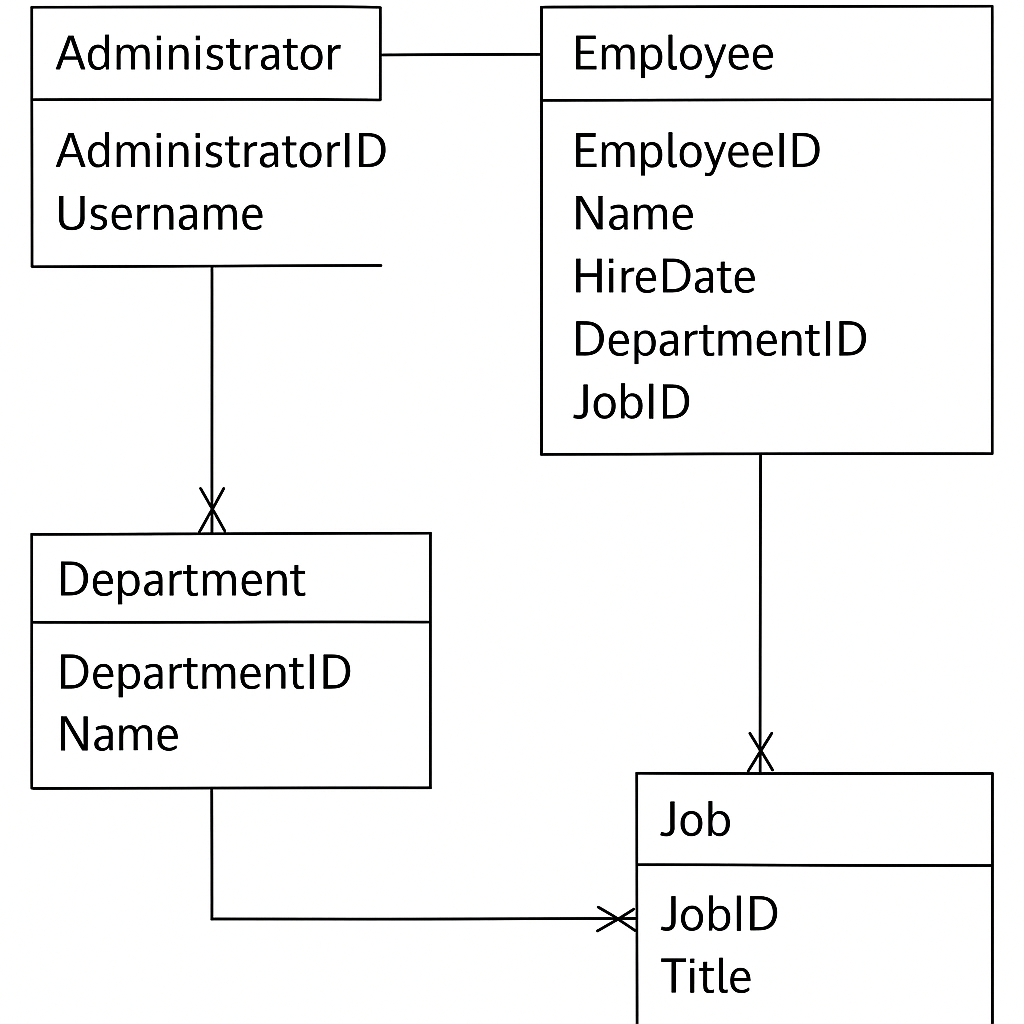 Administrator
AdministratorID
Username
Employee
EmployeeID
Name
HireDate
DepartmentID
JobID
Department
DepartmentID
Name
Job
JobID
Title